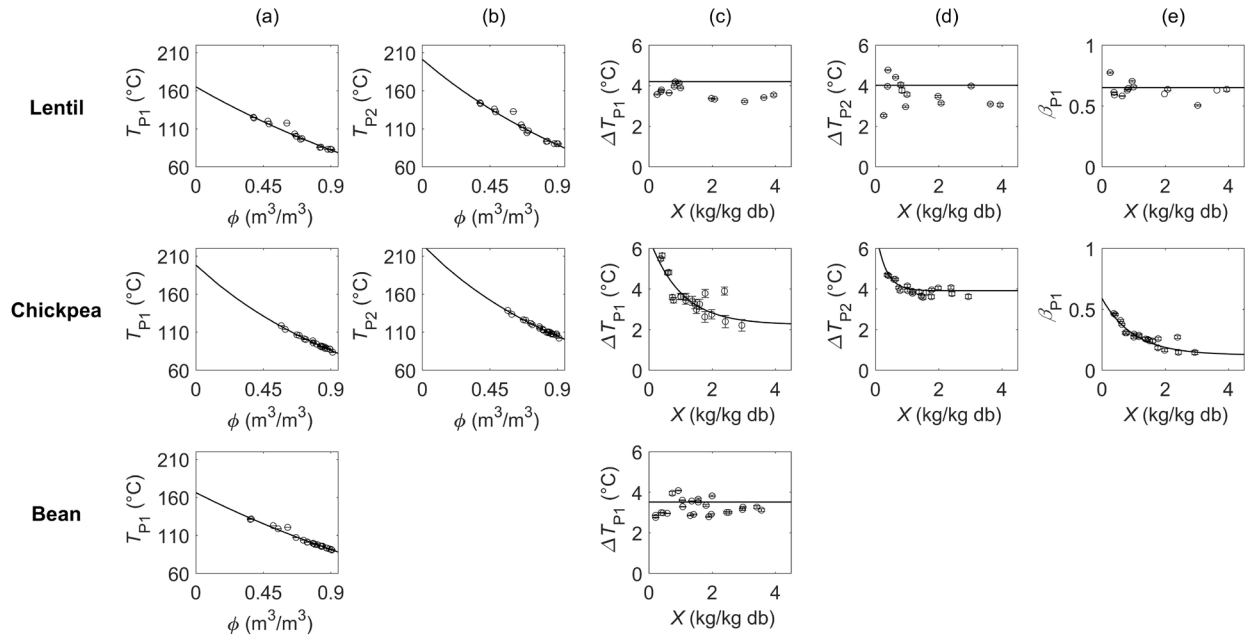 (a) (b) (c) (d) (e)
Lentil
T_P1 (°C)
210
160
110
60
0 0.45 0.9
ϕ (m³/m³)
T_P2 (°C)
210
160
110
60
0 0.45 0.9
ϕ (m³/m³)
ΔT_P1 (°C)
6
4
2
0
0 2 4
X (kg/kg db)
ΔT_P2 (°C)
6
4
2
0
0 2 4
X (kg/kg db)
β_P1
1
0.5
0
0 2 4
X (kg/kg db)
Chickpea
T_P1 (°C)
210
160
110
60
0 0.45 0.9
ϕ (m³/m³)
T_P2 (°C)
210
160
110
60
0 0.45 0.9
ϕ (m³/m³)
ΔT_P1 (°C)
6
4
2
0
0 2 4
X (kg/kg db)
ΔT_P2 (°C)
6
4
2
0
0 2 4
X (kg/kg db)
β_P1
1
0.5
0
0 2 4
X (kg/kg db)
Bean
T_P1 (°C)
210
160
110
60
0 0.45 0.9
ϕ (m³/m³)
ΔT_P1 (°C)
6
4
2
0
0 2 4
X (kg/kg db)